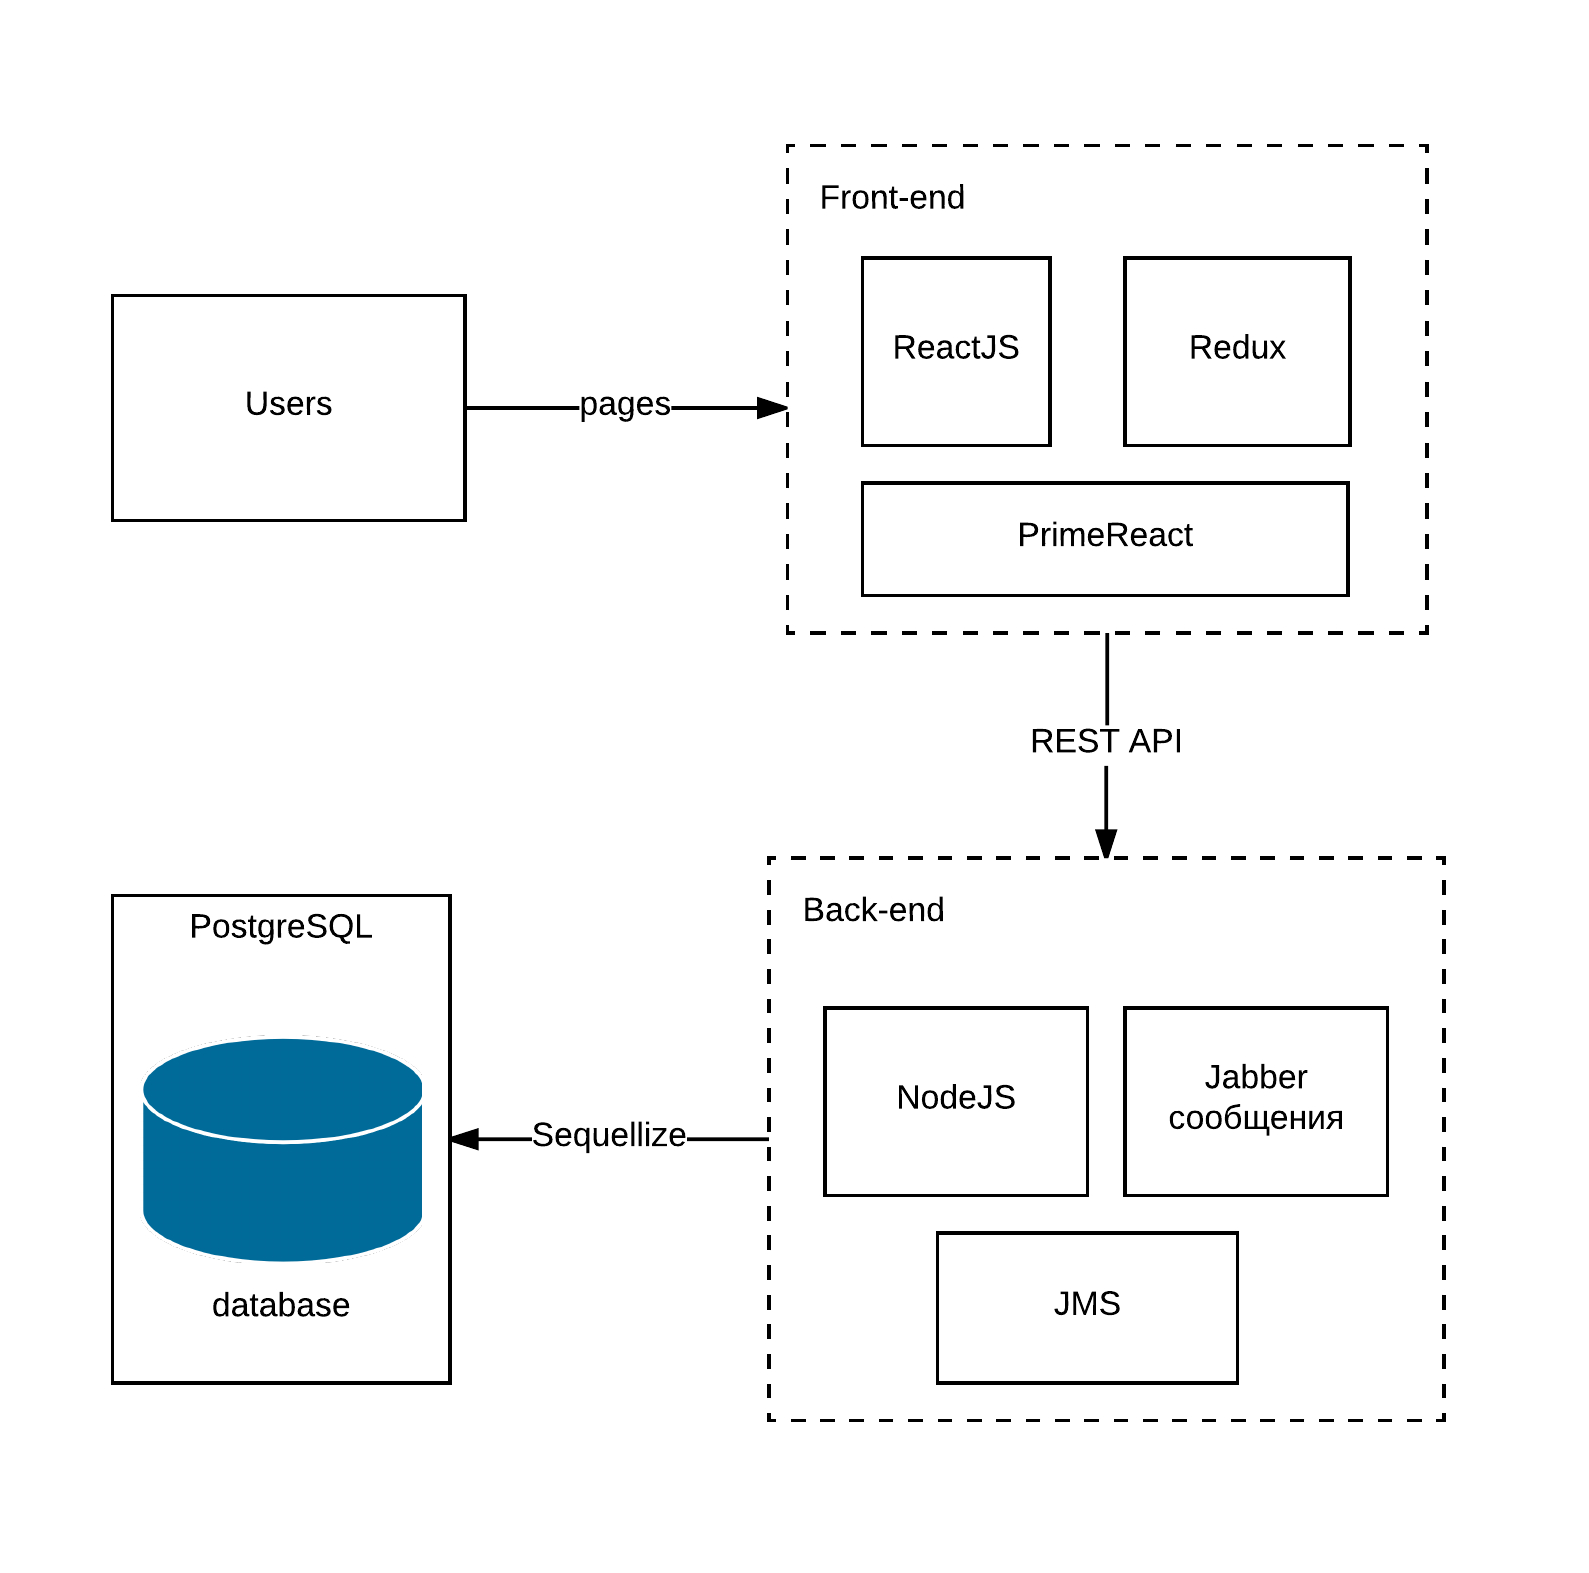 Front-end
ReactJS
Redux
Users
pages
PrimeReact
REST API
Back-end
PostgreSQL
NodeJS
Jabber
сообщения
Sequellize
JMS
database